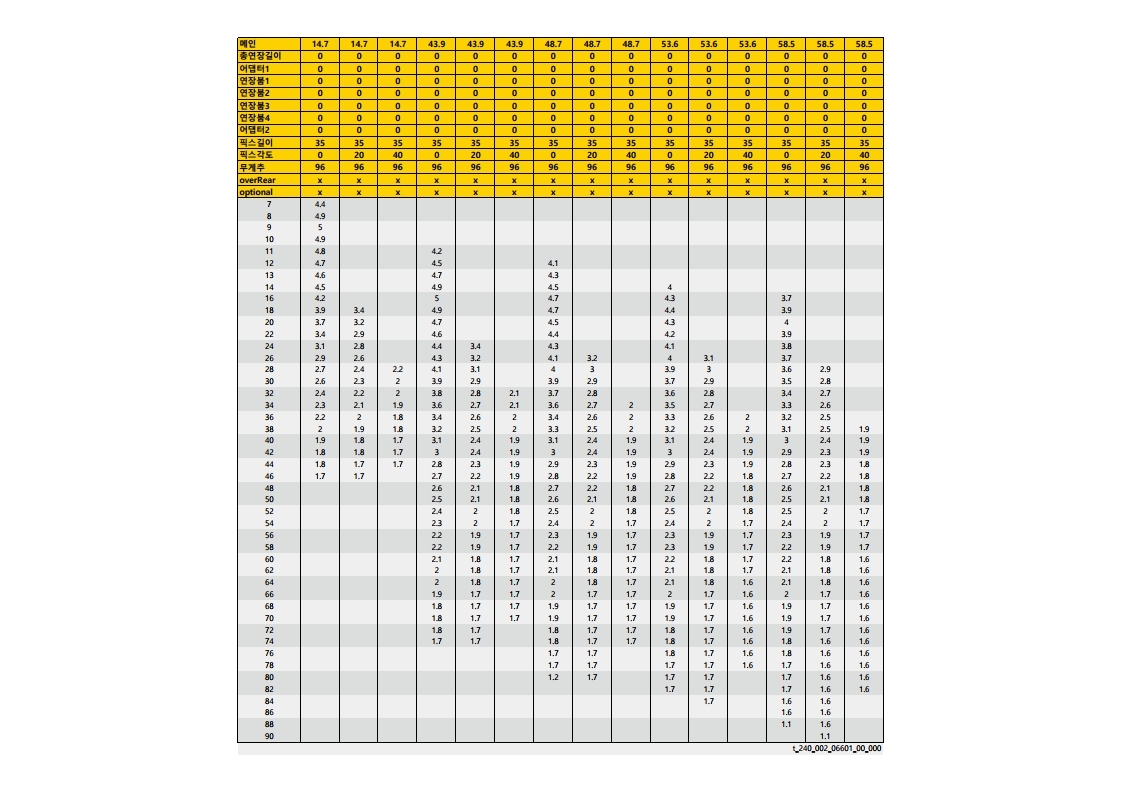 메인 14.7 14.7 14.7 43.9 43.9 43.9 48.7 48.7 48.7 53.6 53.6 53.6 58.5 58.5 58.5
총연장길이 0 0 0 0 0 0 0 0 0 0 0 0 0 0 0
어댑터1 0 0 0 0 0 0 0 0 0 0 0 0 0 0 0
연장붐1 0 0 0 0 0 0 0 0 0 0 0 0 0 0 0
연장붐2 0 0 0 0 0 0 0 0 0 0 0 0 0 0 0
연장붐3 0 0 0 0 0 0 0 0 0 0 0 0 0 0 0
연장붐4 0 0 0 0 0 0 0 0 0 0 0 0 0 0 0
어댑터2 0 0 0 0 0 0 0 0 0 0 0 0 0 0 0
픽스길이 35 35 35 35 35 35 35 35 35 35 35 35 35 35 35
픽스각도 0 20 40 0 20 40 0 20 40 0 20 40 0 20 40
무게추 96 96 96 96 96 96 96 96 96 96 96 96 96 96 96
overRear x x x x x x x x x x x x x x x
optional x x x x x x x x x x x x x x x
7 4.4
8 4.9
9 5
10 4.9
11 4.8 4.2
12 4.7 4.5 4.1
13 4.6 4.7 4.3
14 4.5 4.9 4.5 4
16 4.2 5 4.7 4.3 3.7
18 3.9 3.4 4.9 4.7 4.4 3.9
20 3.7 3.2 4.7 4.5 4.3 4
22 3.4 2.9 4.6 4.4 4.2 3.9
24 3.1 2.8 4.4 3.4 4.3 4.1 3.8
26 2.9 2.6 4.3 3.2 4.1 3.2 4 3.1 3.7
28 2.7 2.4 2.2 4.1 3.1 4 3 3.9 3 3.6 2.9
30 2.6 2.3 2 3.9 2.9 3.9 2.9 3.7 2.9 3.5 2.8
32 2.4 2.2 2 3.8 2.8 2.1 3.7 2.8 3.6 2.8 3.4 2.7
34 2.3 2.1 1.9 3.6 2.7 2.1 3.6 2.7 2 3.5 2.7 3.3 2.6
36 2.2 2 1.8 3.4 2.6 2 3.4 2.6 2 3.3 2.6 2 3.2 2.5
38 2 1.9 1.8 3.2 2.5 2 3.3 2.5 2 3.2 2.5 2 3.1 2.5 1.9
40 1.9 1.8 1.7 3.1 2.4 1.9 3.1 2.4 1.9 3.1 2.4 1.9 3 2.4 1.9
42 1.8 1.8 1.7 3 2.4 1.9 3 2.4 1.9 3 2.4 1.9 2.9 2.3 1.9
44 1.8 1.7 1.7 2.8 2.3 1.9 2.9 2.3 1.9 2.9 2.3 1.9 2.8 2.3 1.8
46 1.7 1.7 2.7 2.2 1.9 2.8 2.2 1.9 2.8 2.2 1.8 2.7 2.2 1.8
48 2.6 2.1 1.8 2.7 2.2 1.8 2.7 2.2 1.8 2.6 2.1 1.8
50 2.5 2.1 1.8 2.6 2.1 1.8 2.6 2.1 1.8 2.5 2.1 1.8
52 2.4 2 1.8 2.5 2 1.8 2.5 2 1.8 2.5 2 1.7
54 2.3 2 1.7 2.4 2 1.7 2.4 2 1.7 2.4 2 1.7
56 2.2 1.9 1.7 2.3 1.9 1.7 2.3 1.9 1.7 2.3 1.9 1.7
58 2.2 1.9 1.7 2.2 1.9 1.7 2.3 1.9 1.7 2.2 1.9 1.7
60 2.1 1.8 1.7 2.1 1.8 1.7 2.2 1.8 1.7 2.2 1.8 1.6
62 2 1.8 1.7 2.1 1.8 1.7 2.1 1.8 1.7 2.1 1.8 1.6
64 2 1.8 1.7 2 1.8 1.7 2.1 1.8 1.6 2.1 1.8 1.6
66 1.9 1.7 1.7 2 1.7 1.7 2 1.7 1.6 2 1.7 1.6
68 1.8 1.7 1.7 1.9 1.7 1.7 1.9 1.7 1.6 1.9 1.7 1.6
70 1.8 1.7 1.7 1.9 1.7 1.7 1.9 1.7 1.6 1.9 1.7 1.6
72 1.8 1.7 1.8 1.7 1.7 1.8 1.7 1.6 1.9 1.7 1.6
74 1.7 1.7 1.8 1.7 1.7 1.8 1.7 1.6 1.8 1.6 1.6
76 1.7 1.7 1.8 1.7 1.6 1.8 1.6 1.6
78 1.7 1.7 1.7 1.7 1.6 1.7 1.6 1.6
80 1.2 1.7 1.7 1.7 1.7 1.6 1.6
82 1.7 1.7 1.7 1.6 1.6
84 1.7 1.6 1.6
86 1.6 1.6
88 1.1 1.6
90 1.1
t_240_002_06601_00_000